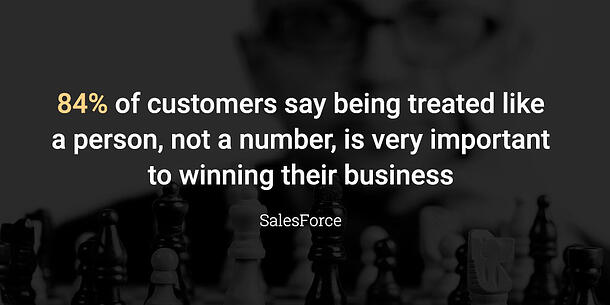 84% of customers say being treated like
a person, not a number, is very important
to winning their business
SalesForce